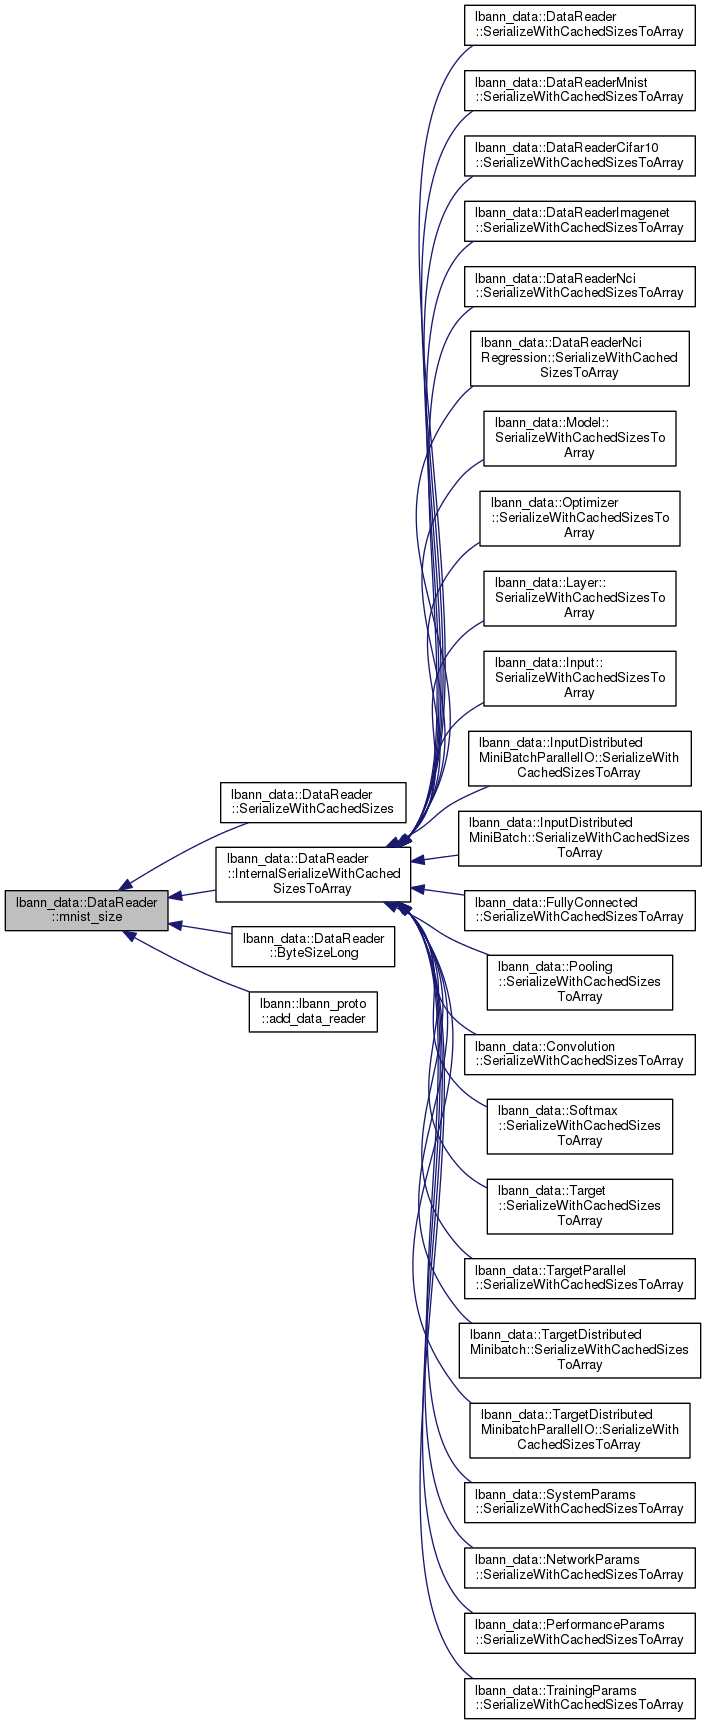 lbann_data::DataReader
::SerializeWithCachedSizesToArray
lbann_data::DataReaderMnist
::SerializeWithCachedSizesToArray
lbann_data::DataReaderCifar10
::SerializeWithCachedSizesToArray
lbann_data::DataReaderImagenet
::SerializeWithCachedSizesToArray
lbann_data::DataReaderNci
::SerializeWithCachedSizesToArray
lbann_data::DataReaderNci
Regression::SerializeWithCached
SizesToArray
lbann_data::Model::
SerializeWithCachedSizesTo
Array
lbann_data::Optimizer
::SerializeWithCachedSizesTo
Array
lbann_data::Layer::
SerializeWithCachedSizesTo
Array
lbann_data::Input::
SerializeWithCachedSizesTo
Array
lbann_data::InputDistributed
MiniBatchParallelIO::SerializeWith
CachedSizesToArray
lbann_data::InputDistributed
MiniBatch::SerializeWithCachedSizes
ToArray
lbann_data::FullyConnected
::SerializeWithCachedSizesToArray
lbann_data::Pooling
::SerializeWithCachedSizes
ToArray
lbann_data::Convolution
::SerializeWithCachedSizesToArray
lbann_data::Softmax
::SerializeWithCachedSizes
ToArray
lbann_data::Target
::SerializeWithCachedSizes
ToArray
lbann_data::TargetParallel
::SerializeWithCachedSizesToArray
lbann_data::TargetDistributed
Minibatch::SerializeWithCachedSizes
ToArray
lbann_data::TargetDistributed
MinibatchParallelIO::SerializeWith
CachedSizesToArray
lbann_data::SystemParams
::SerializeWithCachedSizesToArray
lbann_data::NetworkParams
::SerializeWithCachedSizesToArray
lbann_data::PerformanceParams
::SerializeWithCachedSizesToArray
lbann_data::TrainingParams
::SerializeWithCachedSizesToArray
lbann_data::DataReader
::SerializeWithCachedSizes
lbann_data::DataReader
::InternalSerializeWithCached
SizesToArray
lbann_data::DataReader
::ByteSizeLong
lbann::lbann_proto
::add_data_reader
lbann_data::DataReader
::mnist_size